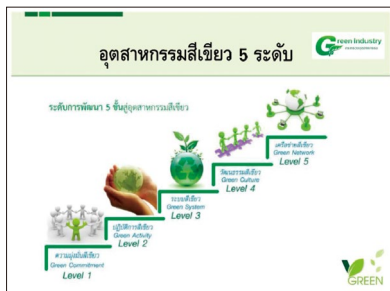 อุตสาหกรรมสีเขียว 5 ระดับ
Green Industry
ระดับการพัฒนา 5 ขั้นสู่อุตสาหกรรมสีเขียว
เครือข่ายสีเขียว
Green Network
Level 5
วัฒนธรรมสีเขียว
Green Culture
Level 4
ระบบสีเขียว
Green System
Level 3
ปฏิบัติการสีเขียว
Green Activity
Level 2
ความมุ่งมั่นสีเขียว
Green Commitment
Level 1
GREEN